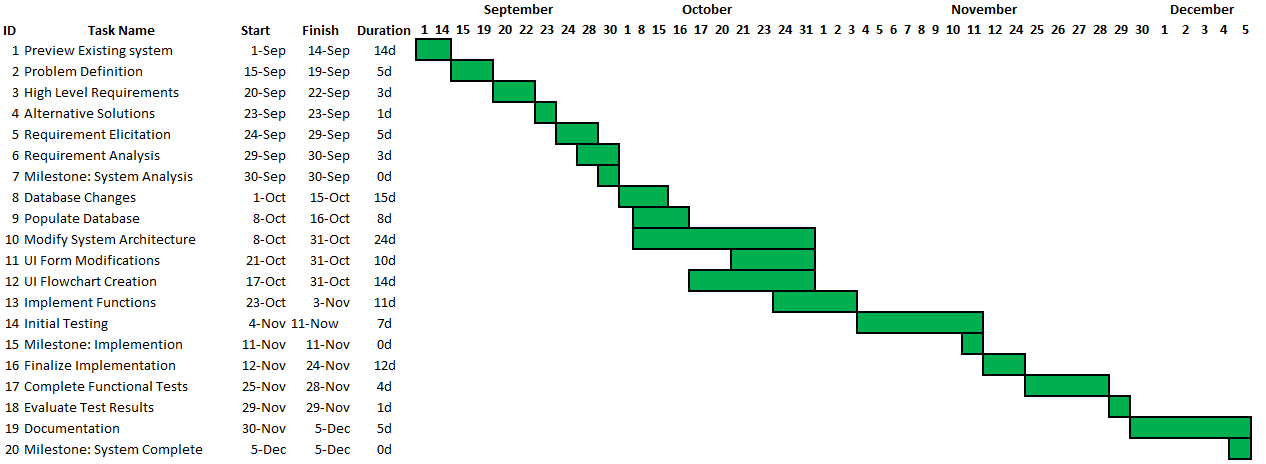 September October November December
ID Task Name Start Finish Duration 1 14 15 19 20 22 23 24 28 30 1 8 15 16 17 20 21 23 24 31 1 2 3 4 5 6 7 8 9 10 11 12 24 25 26 27 28 29 30 1 2 3 4 5
1 Preview Existing system 1-Sep 14-Sep 14d
2 Problem Definition 15-Sep 19-Sep 5d
3 High Level Requirements 20-Sep 22-Sep 3d
4 Alternative Solutions 23-Sep 23-Sep 1d
5 Requirement Elicitation 24-Sep 29-Sep 5d
6 Requirement Analysis 29-Sep 30-Sep 3d
7 Milestone: System Analysis 30-Sep 30-Sep 0d
8 Database Changes 1-Oct 15-Oct 15d
9 Populate Database 8-Oct 16-Oct 8d
10 Modify System Architecture 8-Oct 31-Oct 24d
11 UI Form Modifications 21-Oct 31-Oct 10d
12 UI Flowchart Creation 17-Oct 31-Oct 14d
13 Implement Functions 23-Oct 3-Nov 11d
14 Initial Testing 4-Nov 11-Now 7d
15 Milestone: Implemention 11-Nov 11-Nov 0d
16 Finalize Implementation 12-Nov 24-Nov 12d
17 Complete Functional Tests 25-Nov 28-Nov 4d
18 Evaluate Test Results 29-Nov 29-Nov 1d
19 Documentation 30-Nov 5-Dec 5d
20 Milestone: System Complete 5-Dec 5-Dec 0d